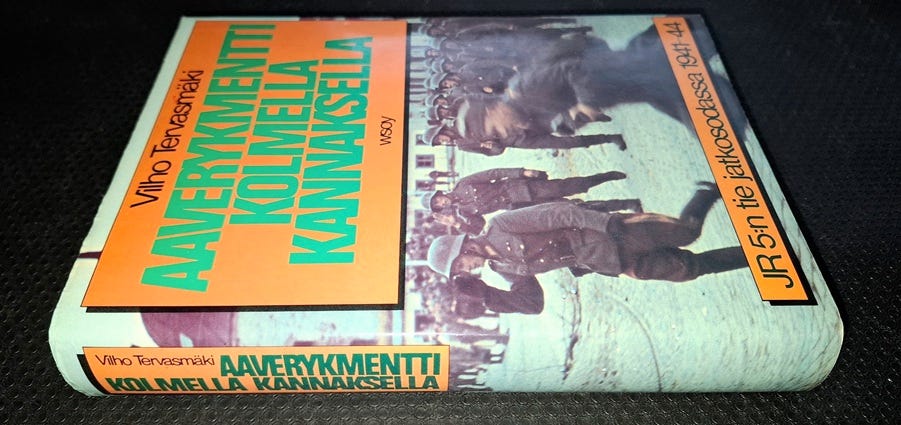 Vilho Tervasmäki
AAVERYKMENTTI
KOLMELLA
KANNAKSELLA
wsoy
JR 5:n tie jatkosodassa 1941-44
Vilho Tervasmäki AAVERYKMENTTI
KOLMELLA KANNAKSELLA